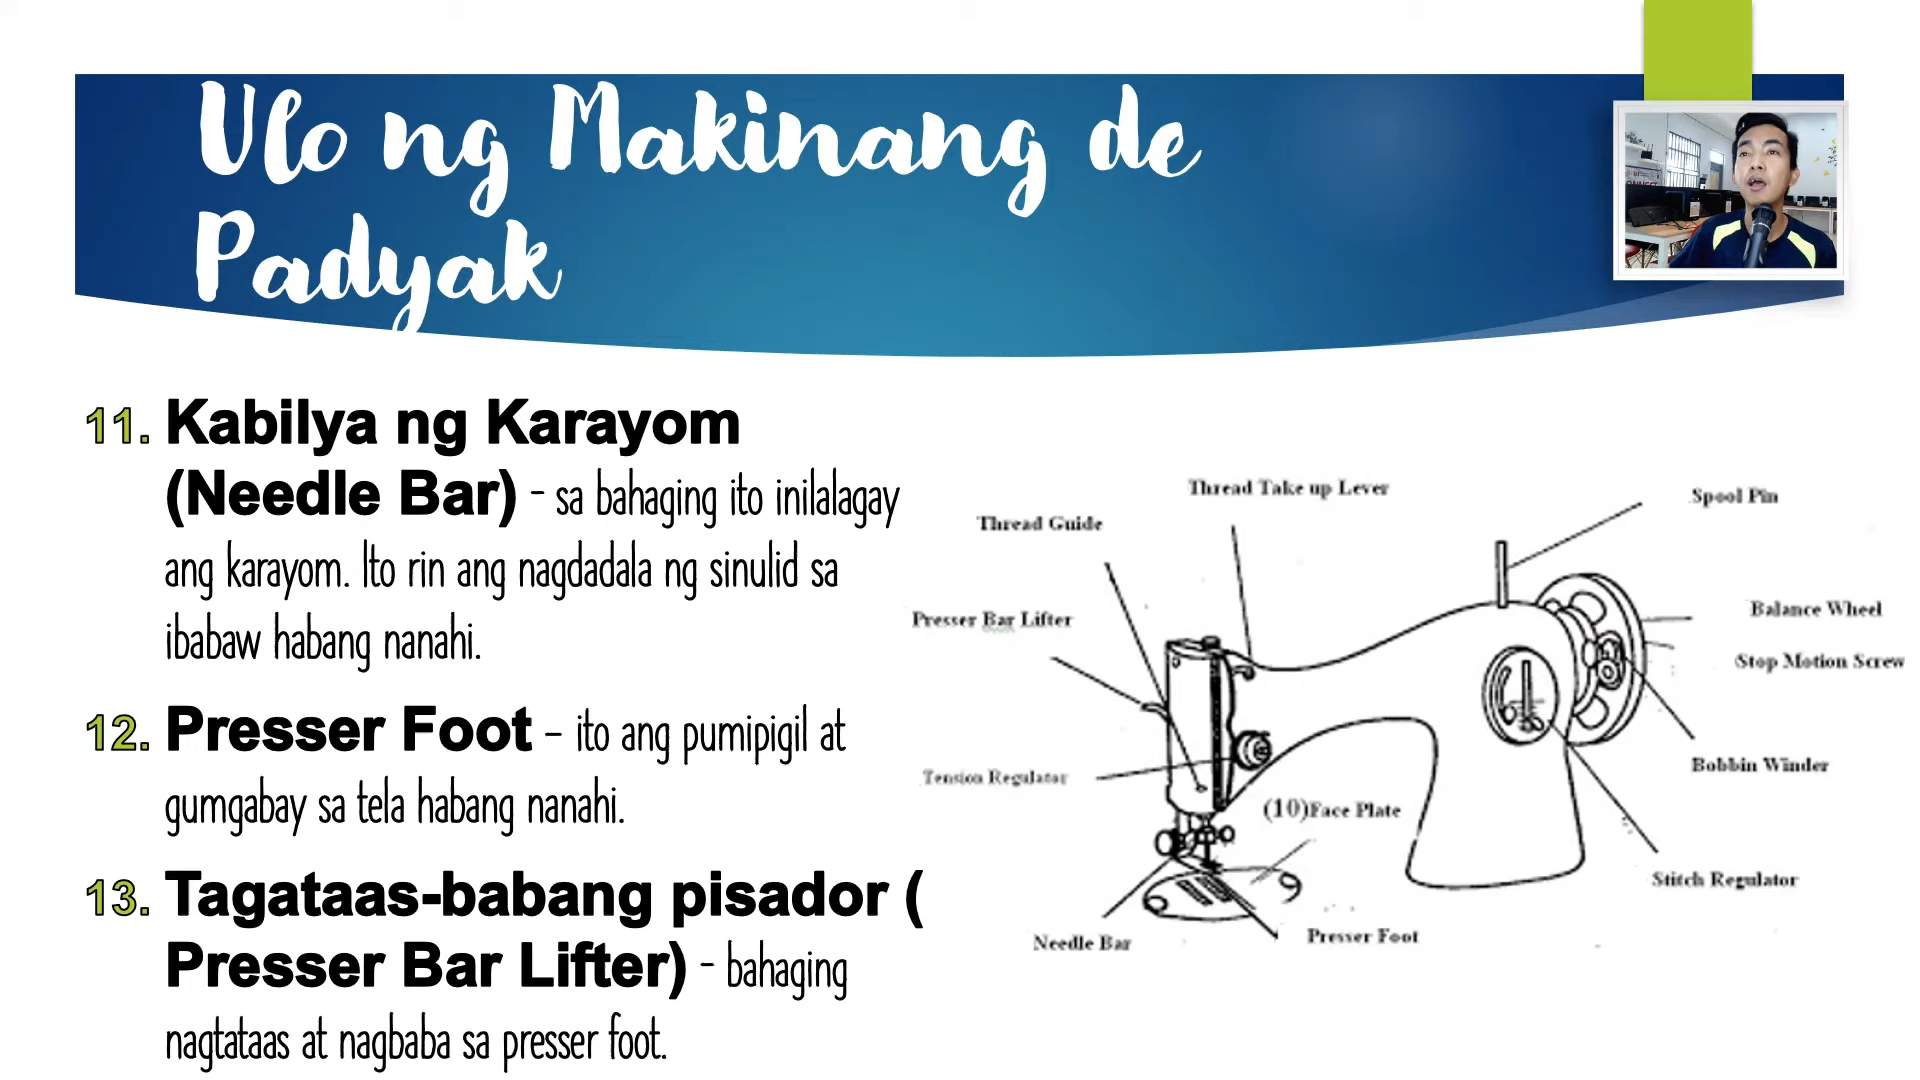 Ulo ng Makinang de
Padyak
11. Kabilya ng Karayom
(Needle Bar) - sa bahaging ito inilalagay
ang karayom. Ito rin ang nagdadala ng sinulid sa
ibabaw habang nanahi.
12. Presser Foot – ito ang pumipigil at
gumgabay sa tela habang nanahi.
13. Tagataas-babang pisador (
Presser Bar Lifter) - bahaging
nagtataas at nagbaba sa presser foot.
Thread Take up Lever
Spool Pin
Thread Guide
Presser Bar Lifter
Balance Wheel
Stop Motion Screw
Tension Regulator
Bobbin Winder
(10)Face Plate
Stitch Regulator
Needle Bar
Presser Foot